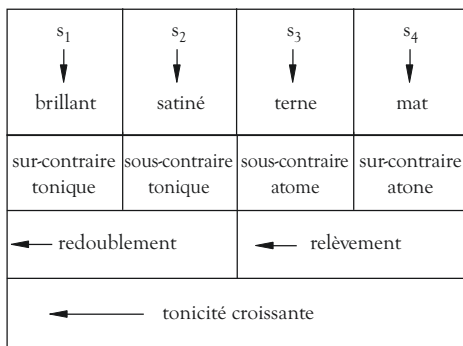 s1 s2 s3 s4
brillant satiné terne mat
sur-contraire sous-contraire sous-contraire sur-contraire
tonique tonique atome atone
redoublement relèvement
tonicité croissante